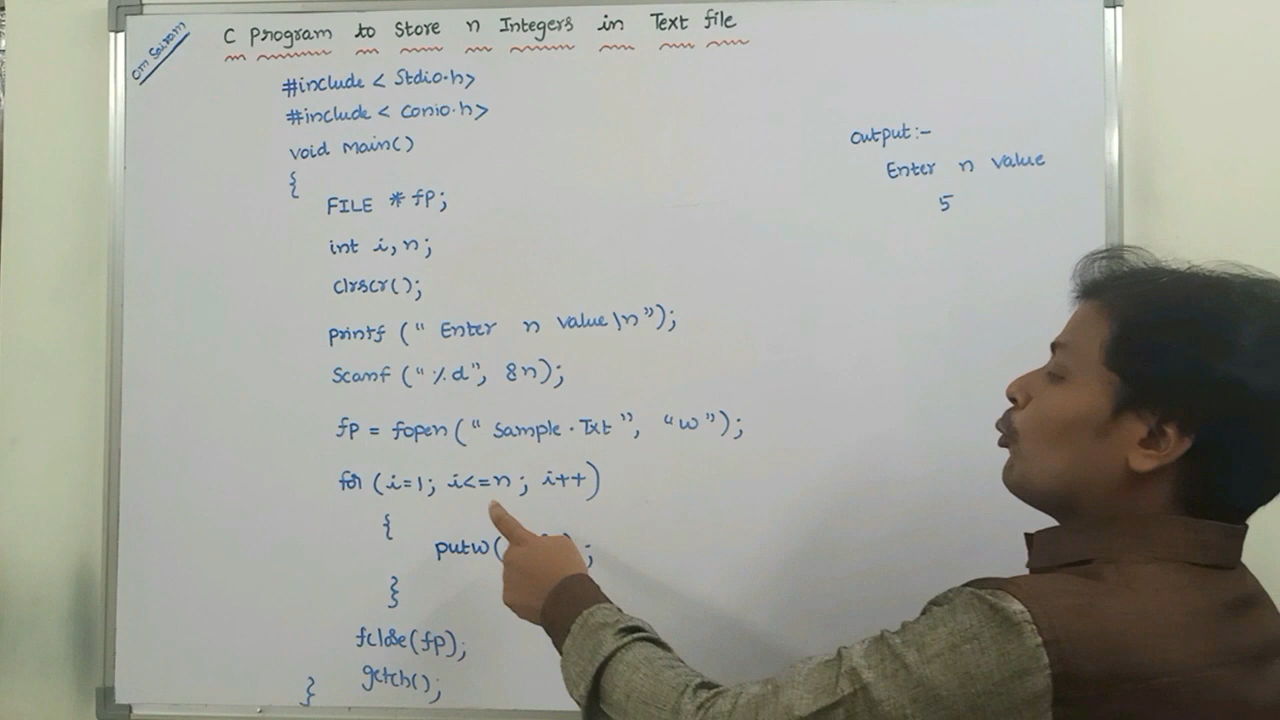 Om Sairam
C Program to Store n Integers in Text file
#include < Stdio.h>
#include < Conio.h>
void main()
{
FILE * fp;
int i, n;
clrscr();
printf (" Enter n value \n");
Scanf ("%d", &n);
fp = fopen (" Sample.Txt ", "w");
for (i=1; i<=n; i++)
{
putw( );
}
fclose(fp);
getch();
}
Output:-
Enter n value
5